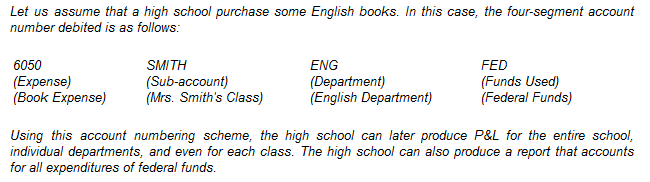 Let us assume that a high school purchase some English books. In this case, the four-segment account
number debited is as follows:
6050 SMITH ENG FED
(Expense) (Sub-account) (Department) (Funds Used)
(Book Expense) (Mrs. Smith's Class) (English Department) (Federal Funds)
Using this account numbering scheme, the high school can later produce P&L for the entire school,
individual departments, and even for each class. The high school can also produce a report that accounts
for all expenditures of federal funds.